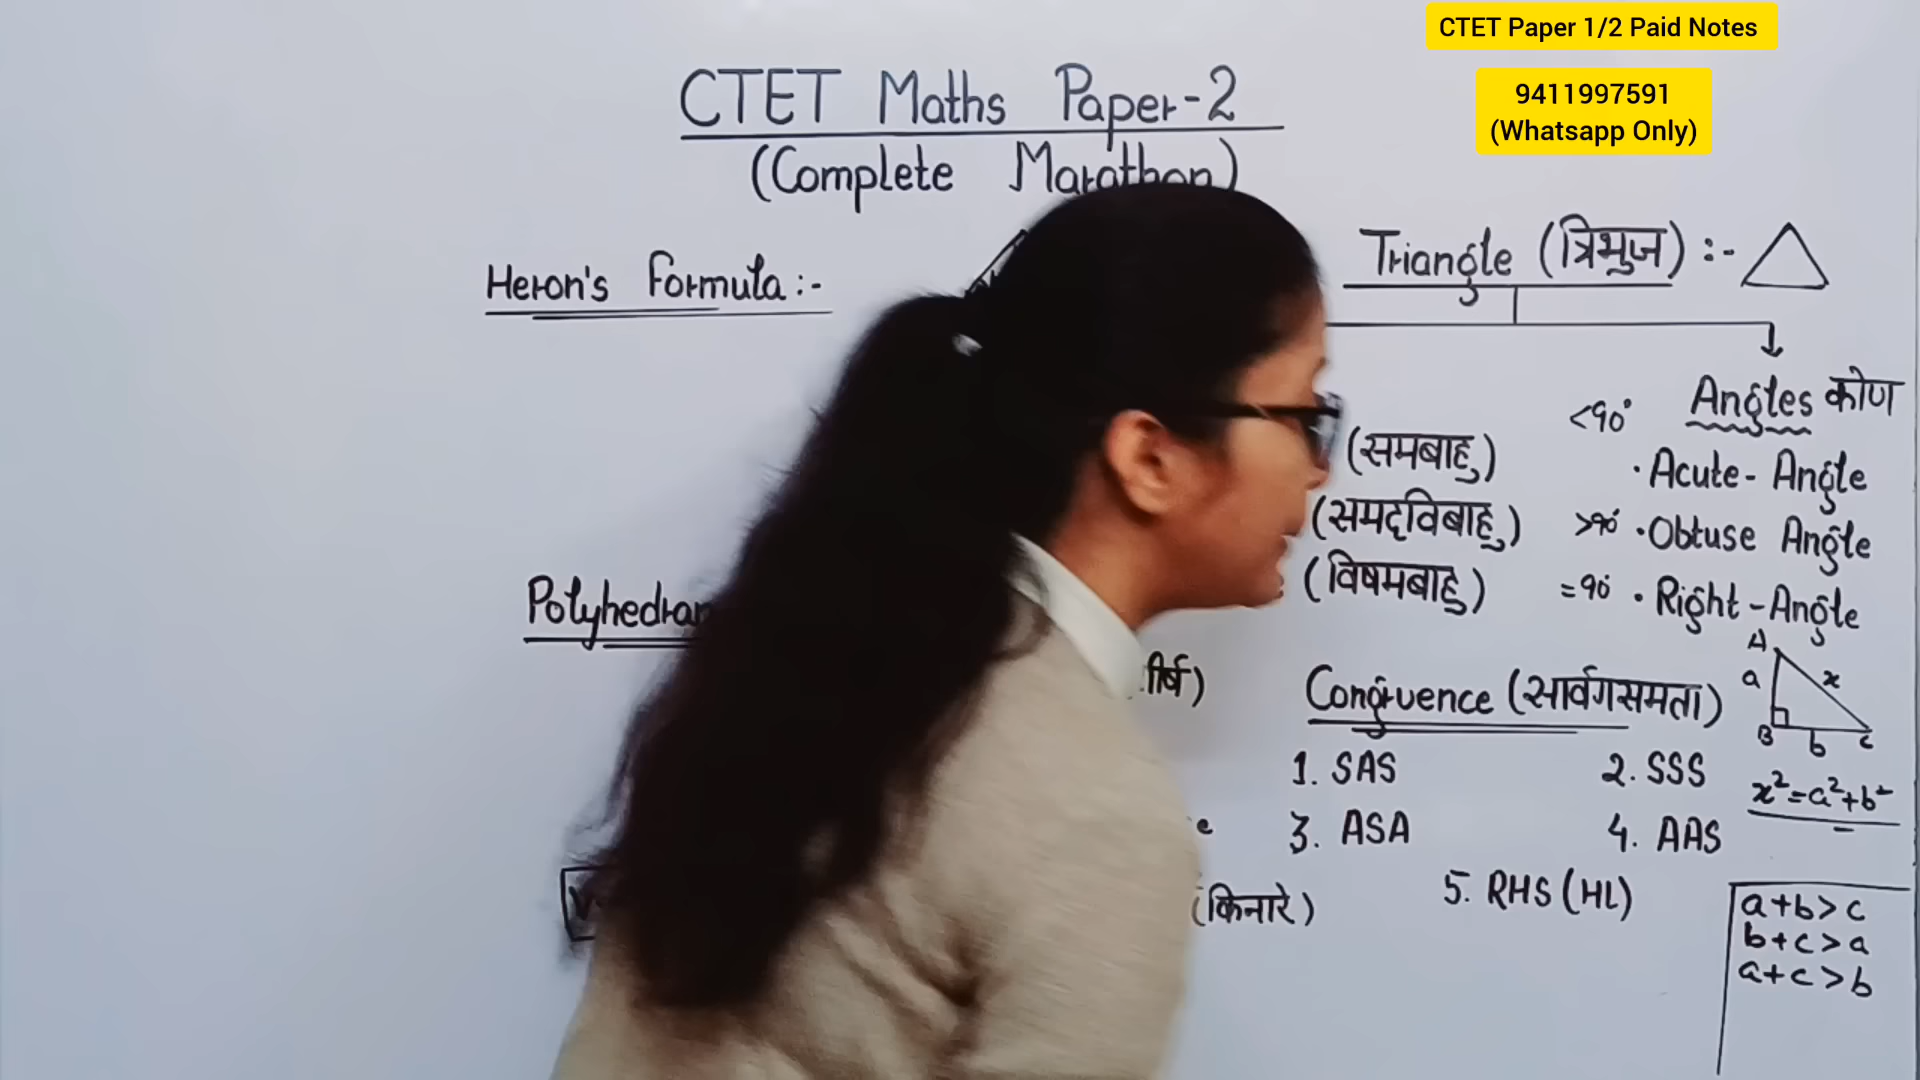 CTET Paper 1/2 Paid Notes
9411997591
(Whatsapp Only)
CTET Maths Paper-2
(Complete Marathon)
Heron's Formula:-
Triangle (त्रिभुज) :-
Angles कोण
(समबाहु) <90° · Acute-Angle
(समद्दविबाहु) >90° · Obtuse Angle
(विषमबाहु) =90° · Right-Angle
A
a x
B b C
x²=a²+b²
Congruence (सार्वगसमता)
1. SAS 2. SSS
3. ASA 4. AAS
5. RHS (HL)
(किनारे)
a+b>c
b+c>a
a+c>b